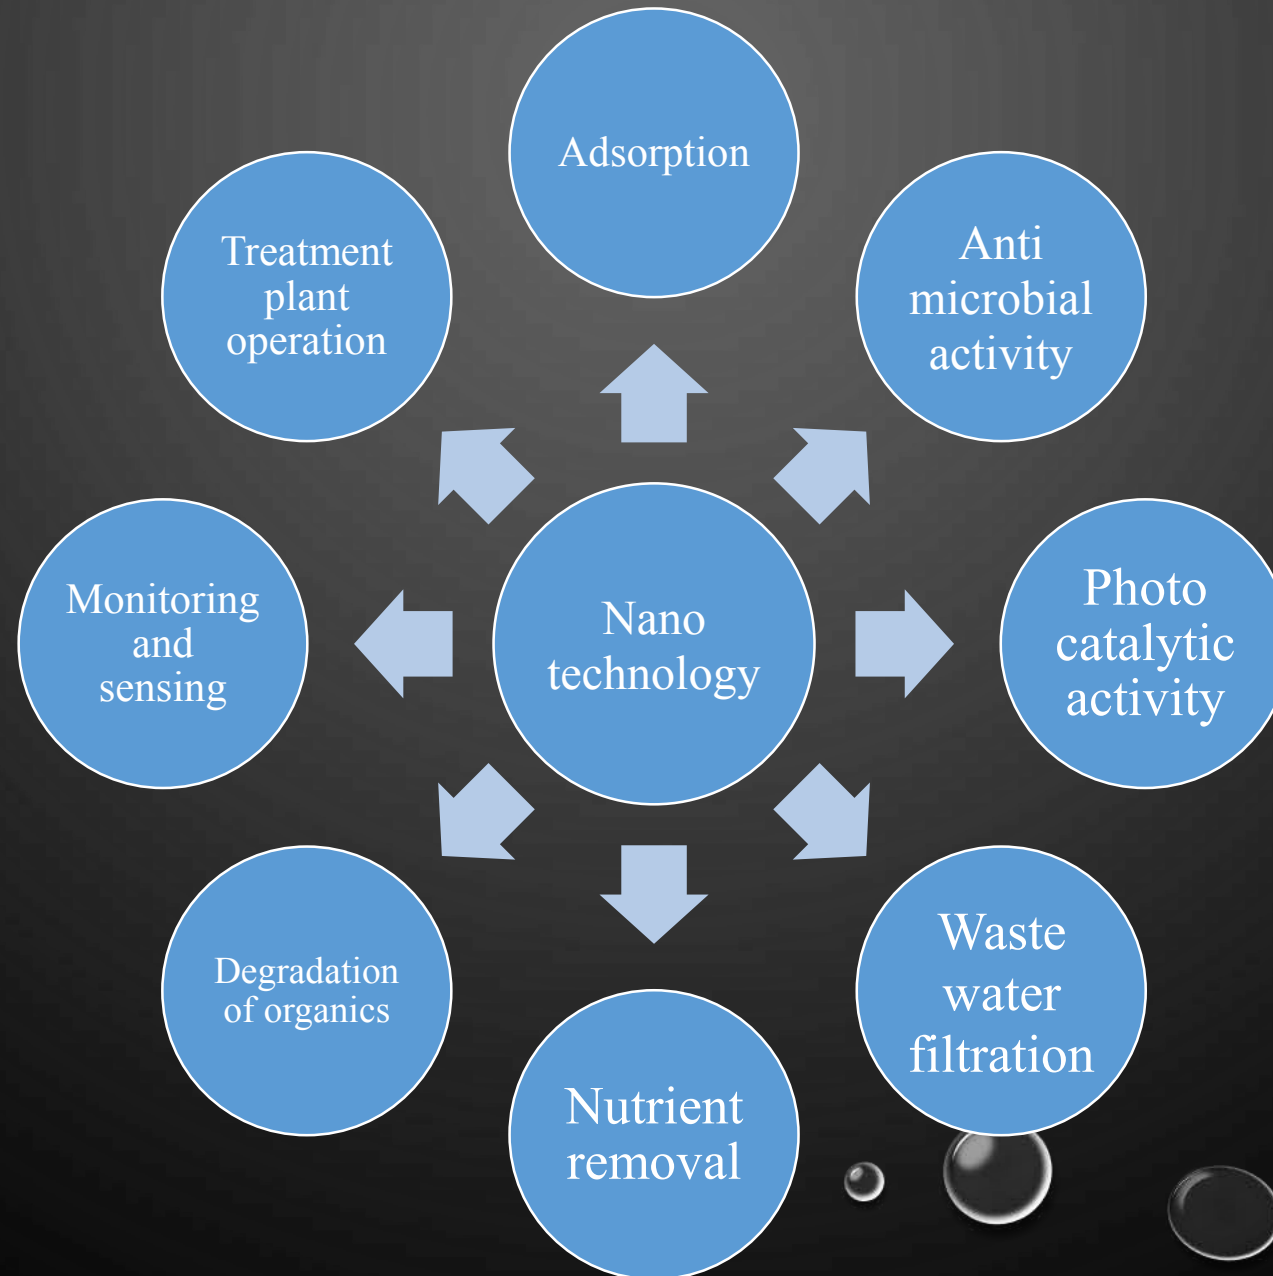 Adsorption
Anti
microbial
activity
Treatment
plant
operation
Photo
catalytic
activity
Monitoring
and
sensing
Nano
technology
Waste
water
filtration
Degradation
of organics
Nutrient
removal